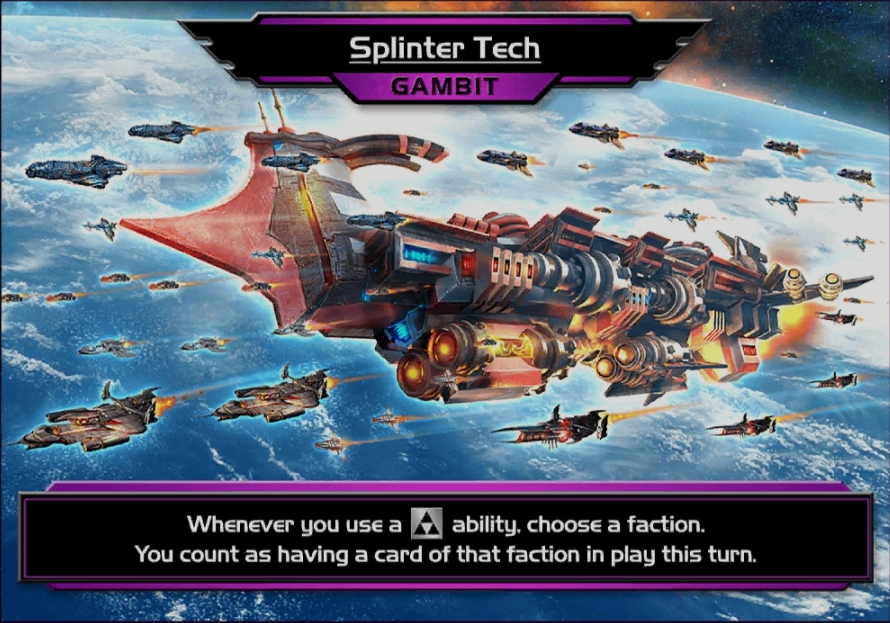 Splinter Tech
GAMBIT
Whenever you use a ability, choose a faction.
You count as having a card of that faction in play this turn.